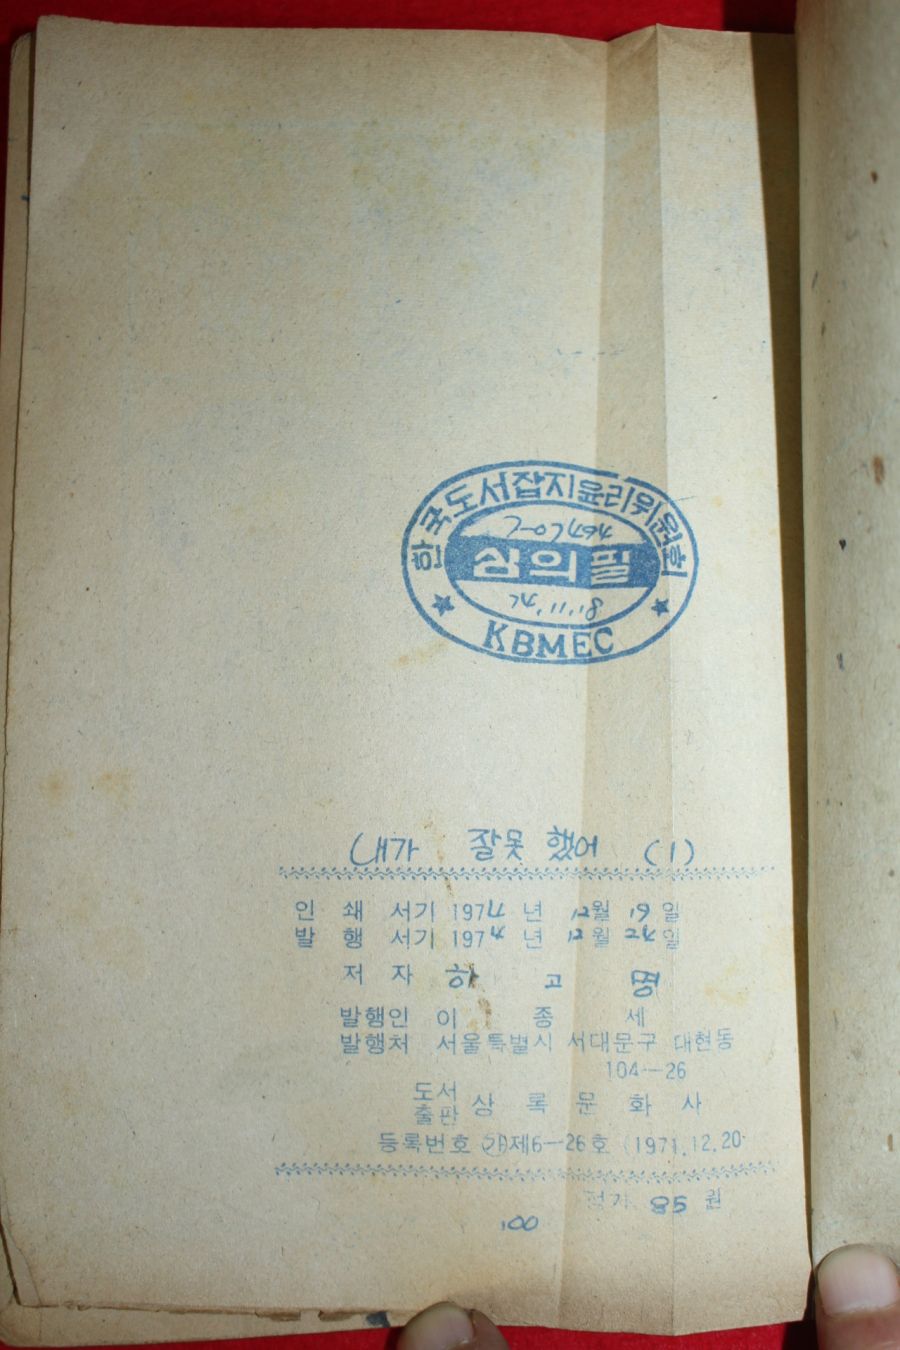 한국도서잡지윤리위원회
심의필
74.11.18
KBMEC
내가 잘못 했어 (1)
인 쇄 서기 1974 년 12월 19 일
발 행 서기 1974 년 12월 24 일
저 자 하 고 명
발행인 이 종 세
발행처 서울특별시 서대문구 대현동
104—26
도서
출판 상 록 문 화 사
등록번호 ㉮제6—26호 (1971.12.20
정가 85 원
100